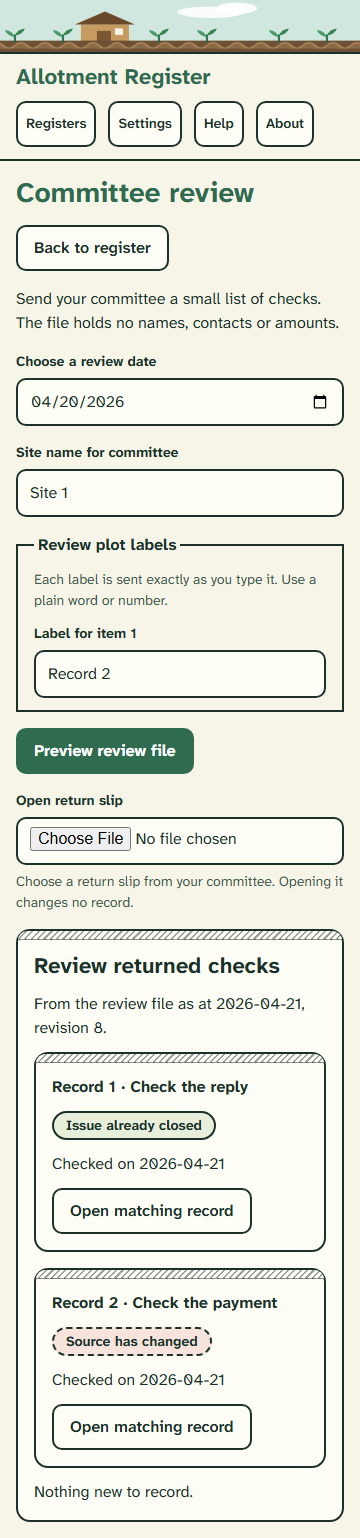 Allotment Register
Registers
Settings
Help
About
Committee review
Back to register
Send your committee a small list of checks.
The file holds no names, contacts or amounts.
Choose a review date
04/20/2026
Site name for committee
Site 1
Review plot labels
Each label is sent exactly as you type it. Use a
plain word or number.
Label for item 1
Record 2
Preview review file
Open return slip
Choose File No file chosen
Choose a return slip from your committee. Opening it
changes no record.
Review returned checks
From the review file as at 2026-04-21,
revision 8.
Record 1 · Check the reply
Issue already closed
Checked on 2026-04-21
Open matching record
Record 2 · Check the payment
Source has changed
Checked on 2026-04-21
Open matching record
Nothing new to record.